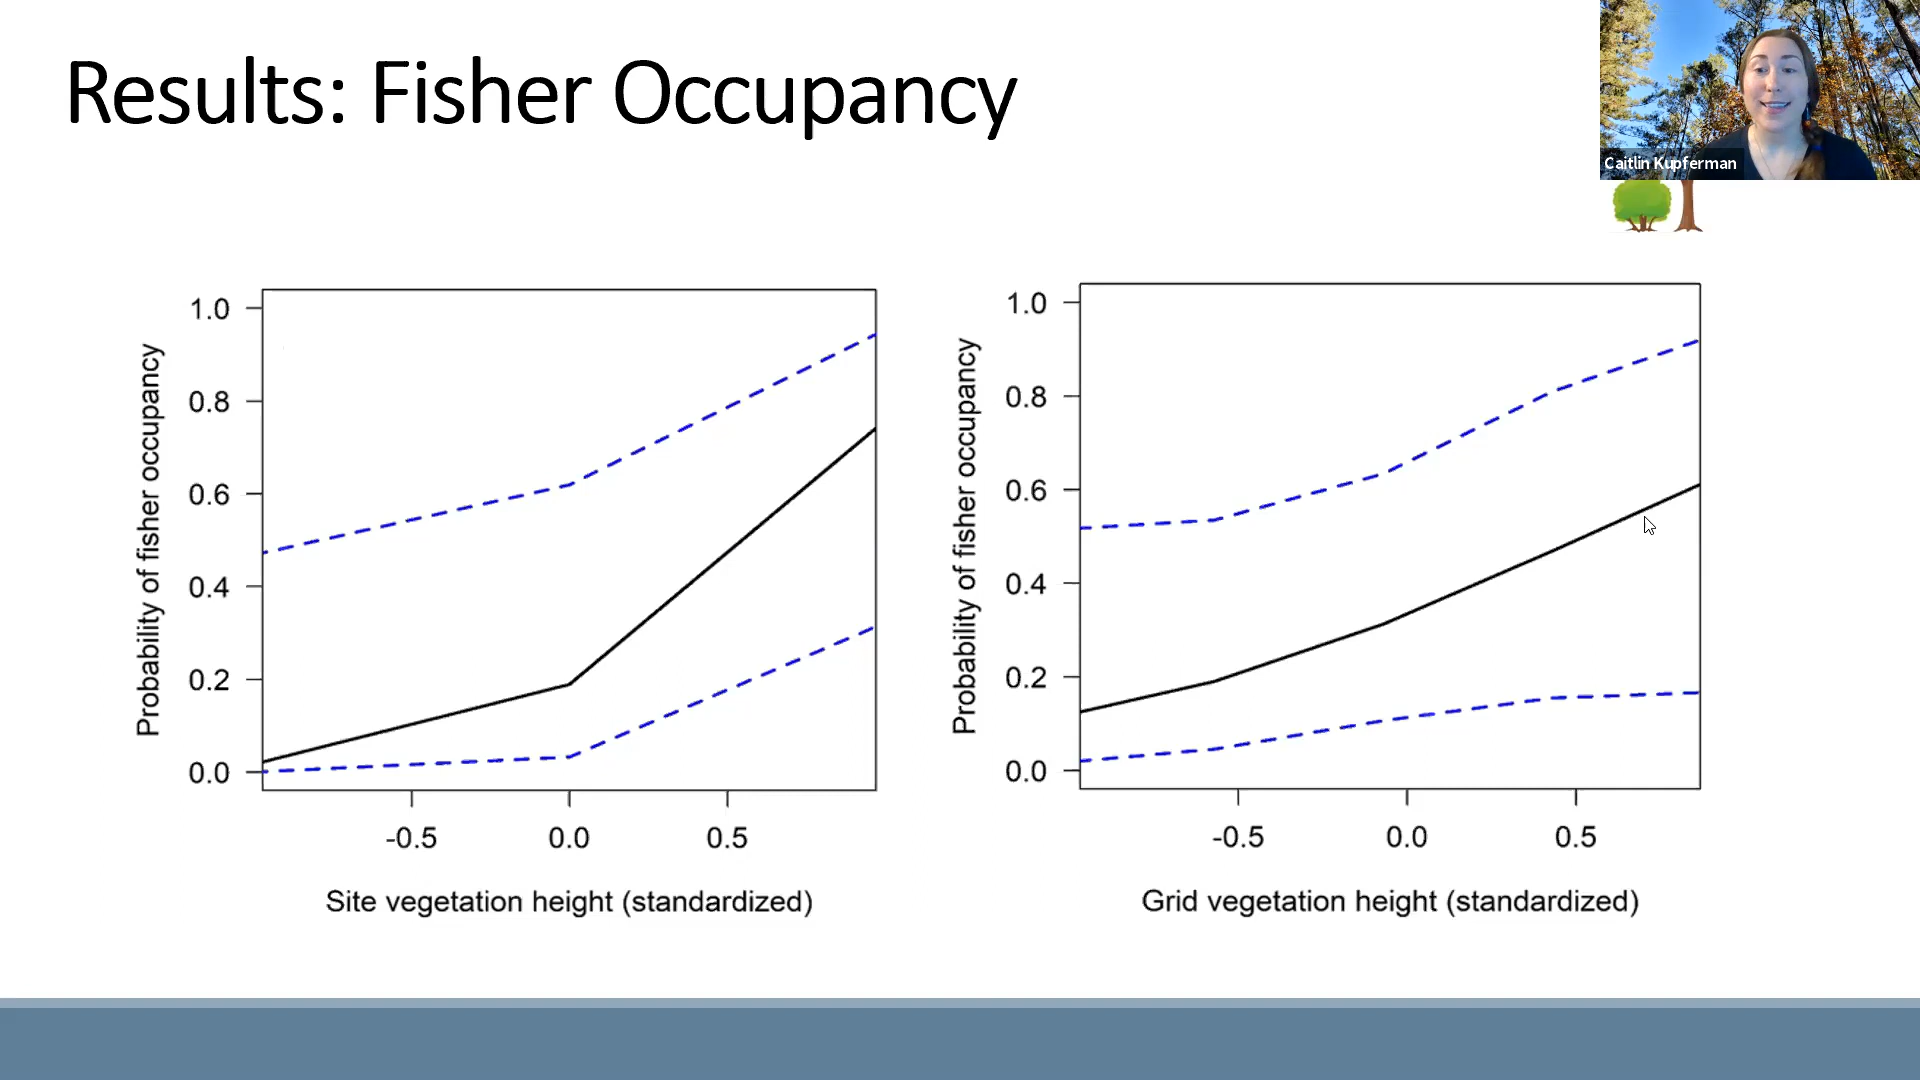 Results: Fisher Occupancy
Caitlin Kupferman
Probability of fisher occupancy
1.0
0.8
0.6
0.4
0.2
0.0
-0.5 0.0 0.5
Site vegetation height (standardized)
Probability of fisher occupancy
1.0
0.8
0.6
0.4
0.2
0.0
-0.5 0.0 0.5
Grid vegetation height (standardized)